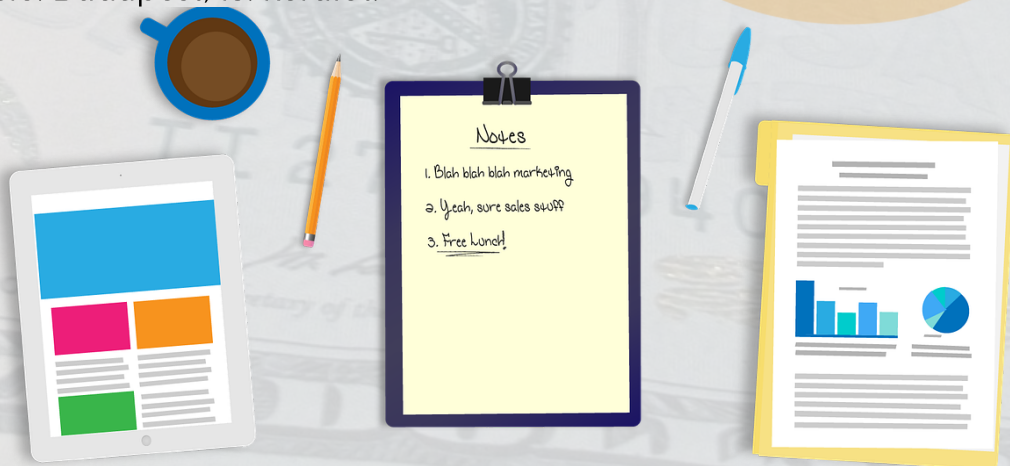 Notes
1. Blah blah blah marketing
2. Yeah, sure sales stuff
3. Free Lunch!